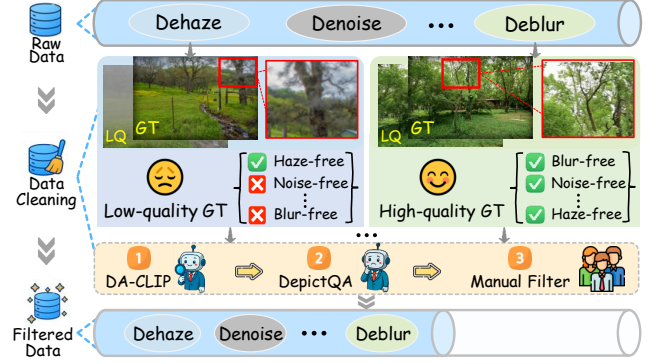 Dehaze
Denoise
...
Deblur
Raw
Data
LQ
GT
LQ
GT
Haze-free
Noise-free
Blur-free
Low-quality GT
Blur-free
Noise-free
Haze-free
High-quality GT
Data
Cleaning
...
1
DA-CLIP
2
DepictQA
3
Manual Filter
Filtered
Data
Dehaze
Denoise
...
Deblur